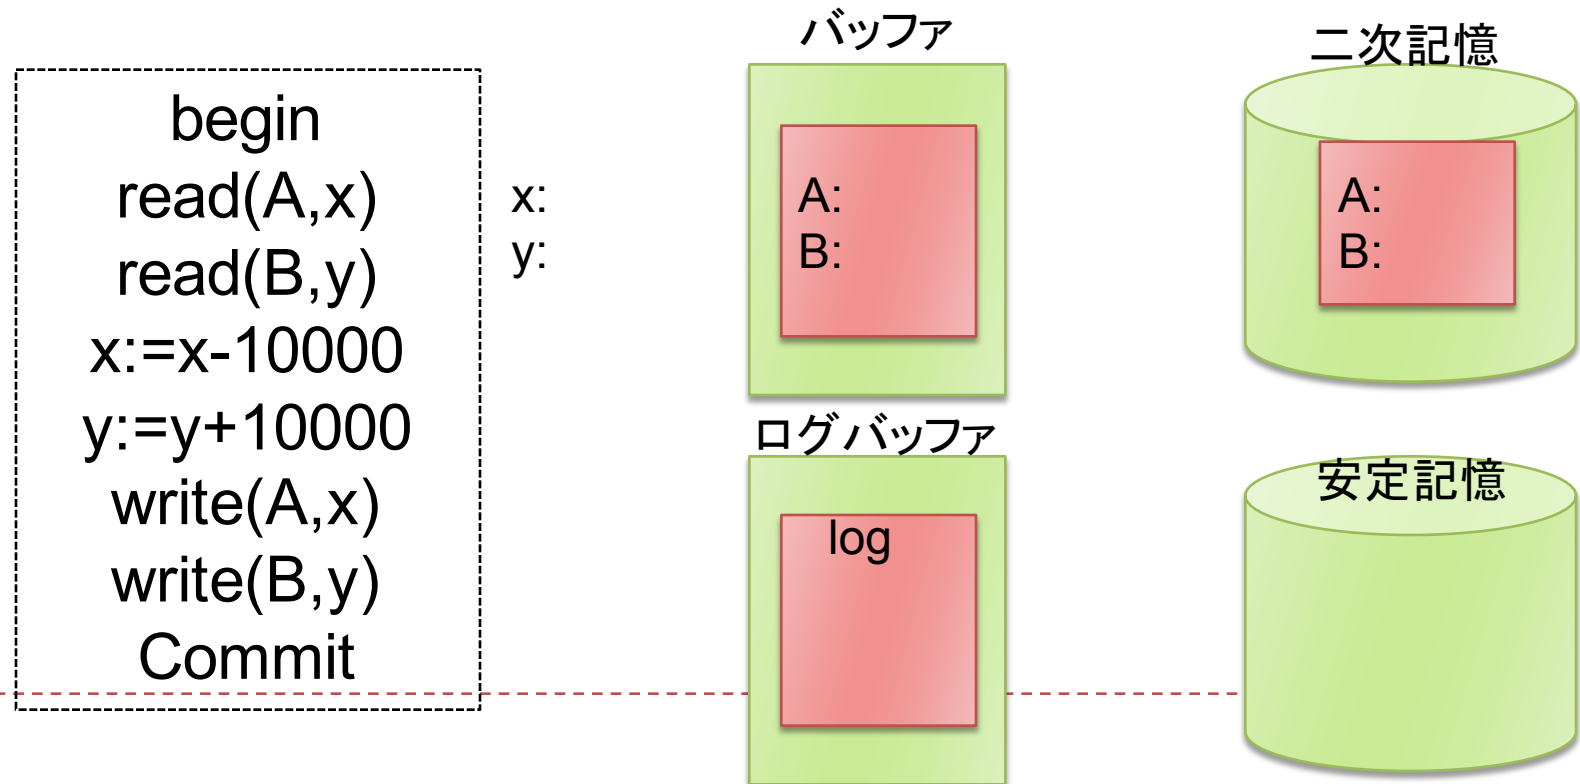 begin
read(A,x)
read(B,y)
x:=x-10000
y:=y+10000
write(A,x)
write(B,y)
Commit
x:
y:
バッファ
A:
B:
ログバッファ
log
二次記憶
A:
B:
安定記憶